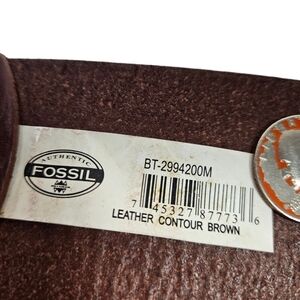 AUTHENTIC
FOSSIL
BT-2994200M
7 45327 87773 6
LEATHER CONTOUR BROWN